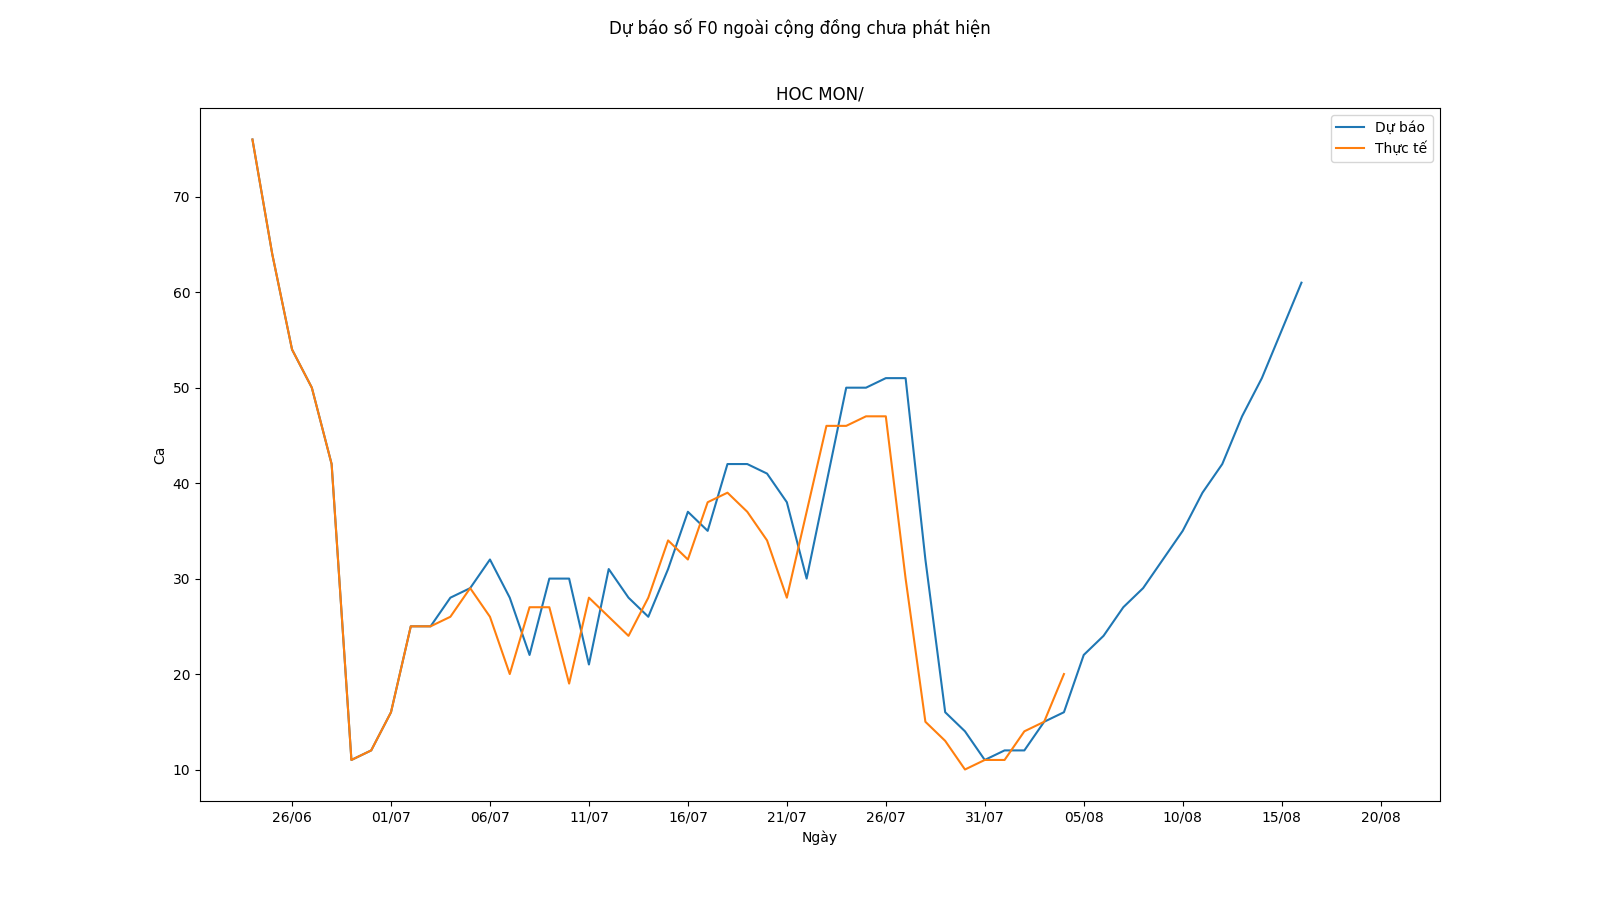 Dự báo số F0 ngoài cộng đồng chưa phát hiện
HOC MON/
Dự báo
Thực tế
70
60
50
40
30
20
10
Ca
26/06 01/07 06/07 11/07 16/07 21/07 26/07 31/07 05/08 10/08 15/08 20/08
Ngày